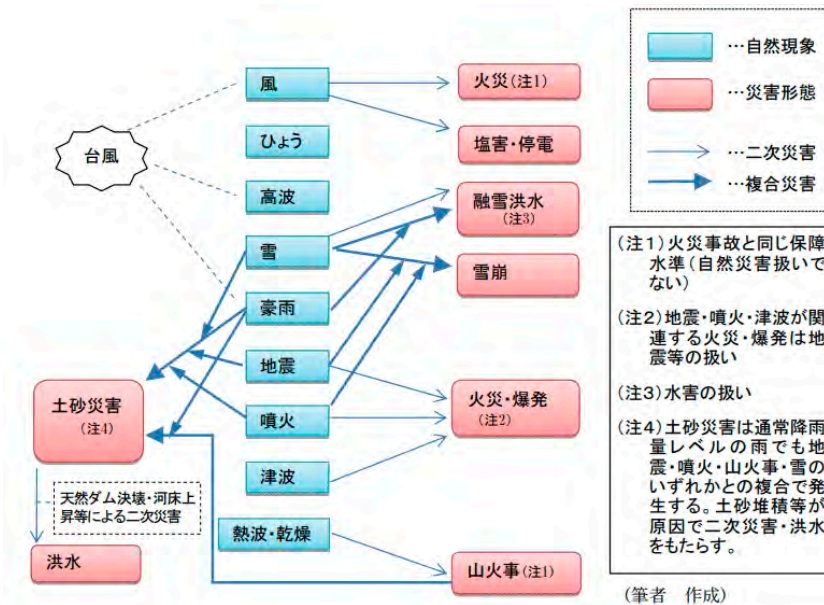 台風
風
ひょう
高波
雪
豪雨
地震
噴火
津波
熱波・乾燥
火災(注1)
塩害・停電
融雪洪水
(注3)
雪崩
火災・爆発
(注2)
山火事(注1)
土砂災害
(注4)
天然ダム決壊・河床上
昇等による二次災害
洪水
…自然現象
…災害形態
…二次災害
…複合災害
(注1)火災事故と同じ保障
水準(自然災害扱いで
ない)
(注2)地震・噴火・津波が関
連する火災・爆発は地
震等の扱い
(注3)水害の扱い
(注4)土砂災害は通常降雨
量レベルの雨でも地
震・噴火・山火事・雪の
いずれかとの複合で発
生する。土砂堆積等が
原因で二次災害・洪水
をもたらす。
(筆者 作成)